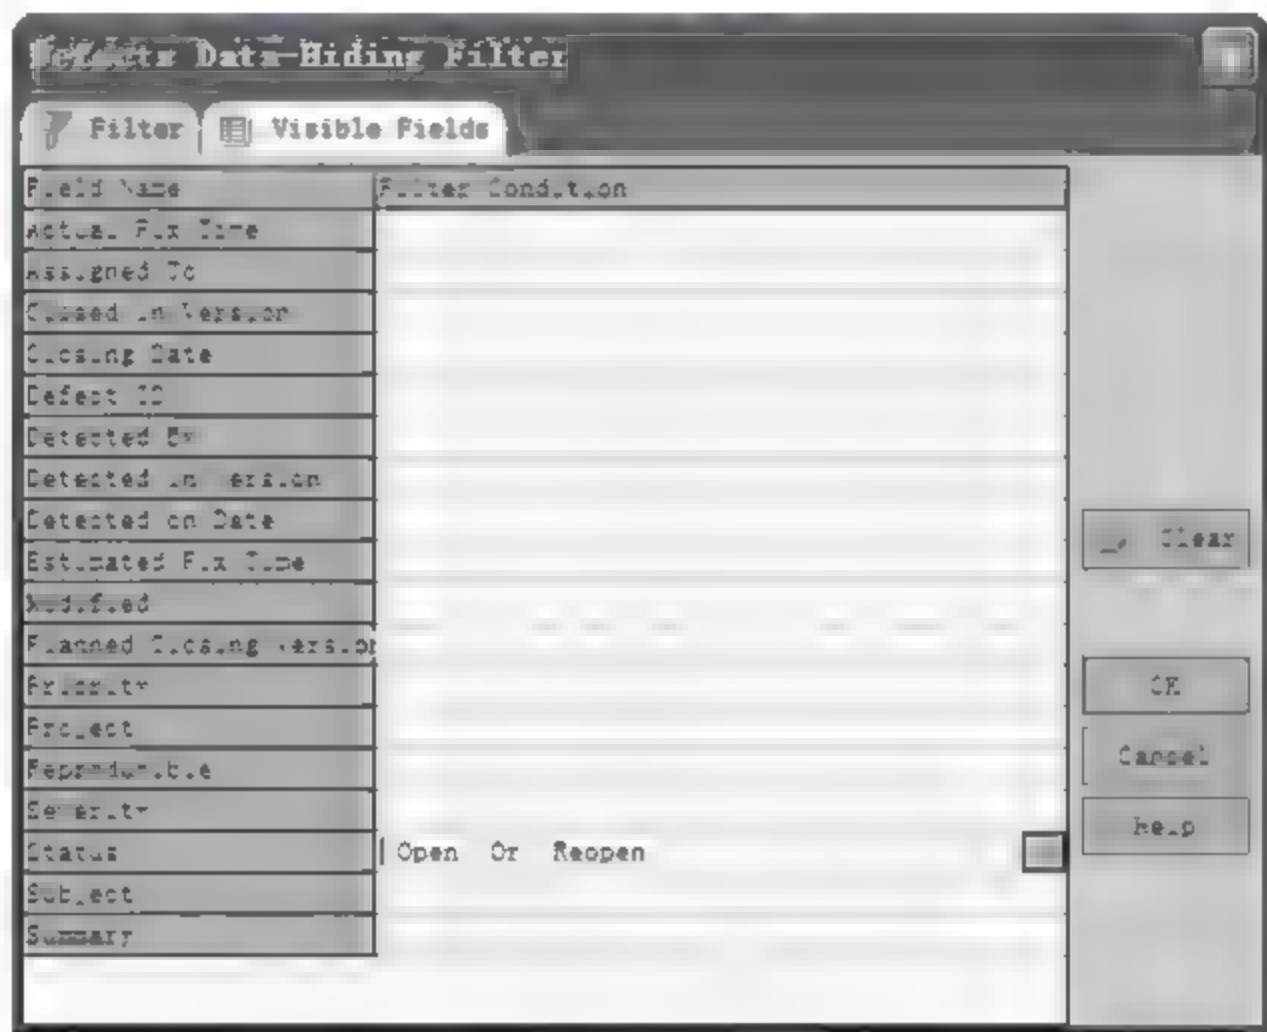 Defects Data-Hiding Filter
Filter Visible Fields
Field Name Filter Condition
Actual Fix Time
Assigned To
Closed in Version
Closing Date
Defect ID
Detected By
Detected in Version
Detected on Date
Estimated Fix Time
Modified
Planned Closing Version
Priority
Project
Reproducible
Severity
Status Open Or Reopen
Subject
Summary
Clear
OK
Cancel
Help